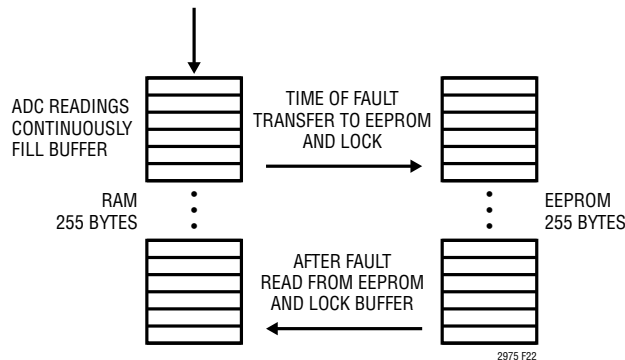 ADC READINGS
CONTINUOUSLY
FILL BUFFER
TIME OF FAULT
TRANSFER TO EEPROM
AND LOCK
RAM
255 BYTES
EEPROM
255 BYTES
AFTER FAULT
READ FROM EEPROM
AND LOCK BUFFER
2975 F22